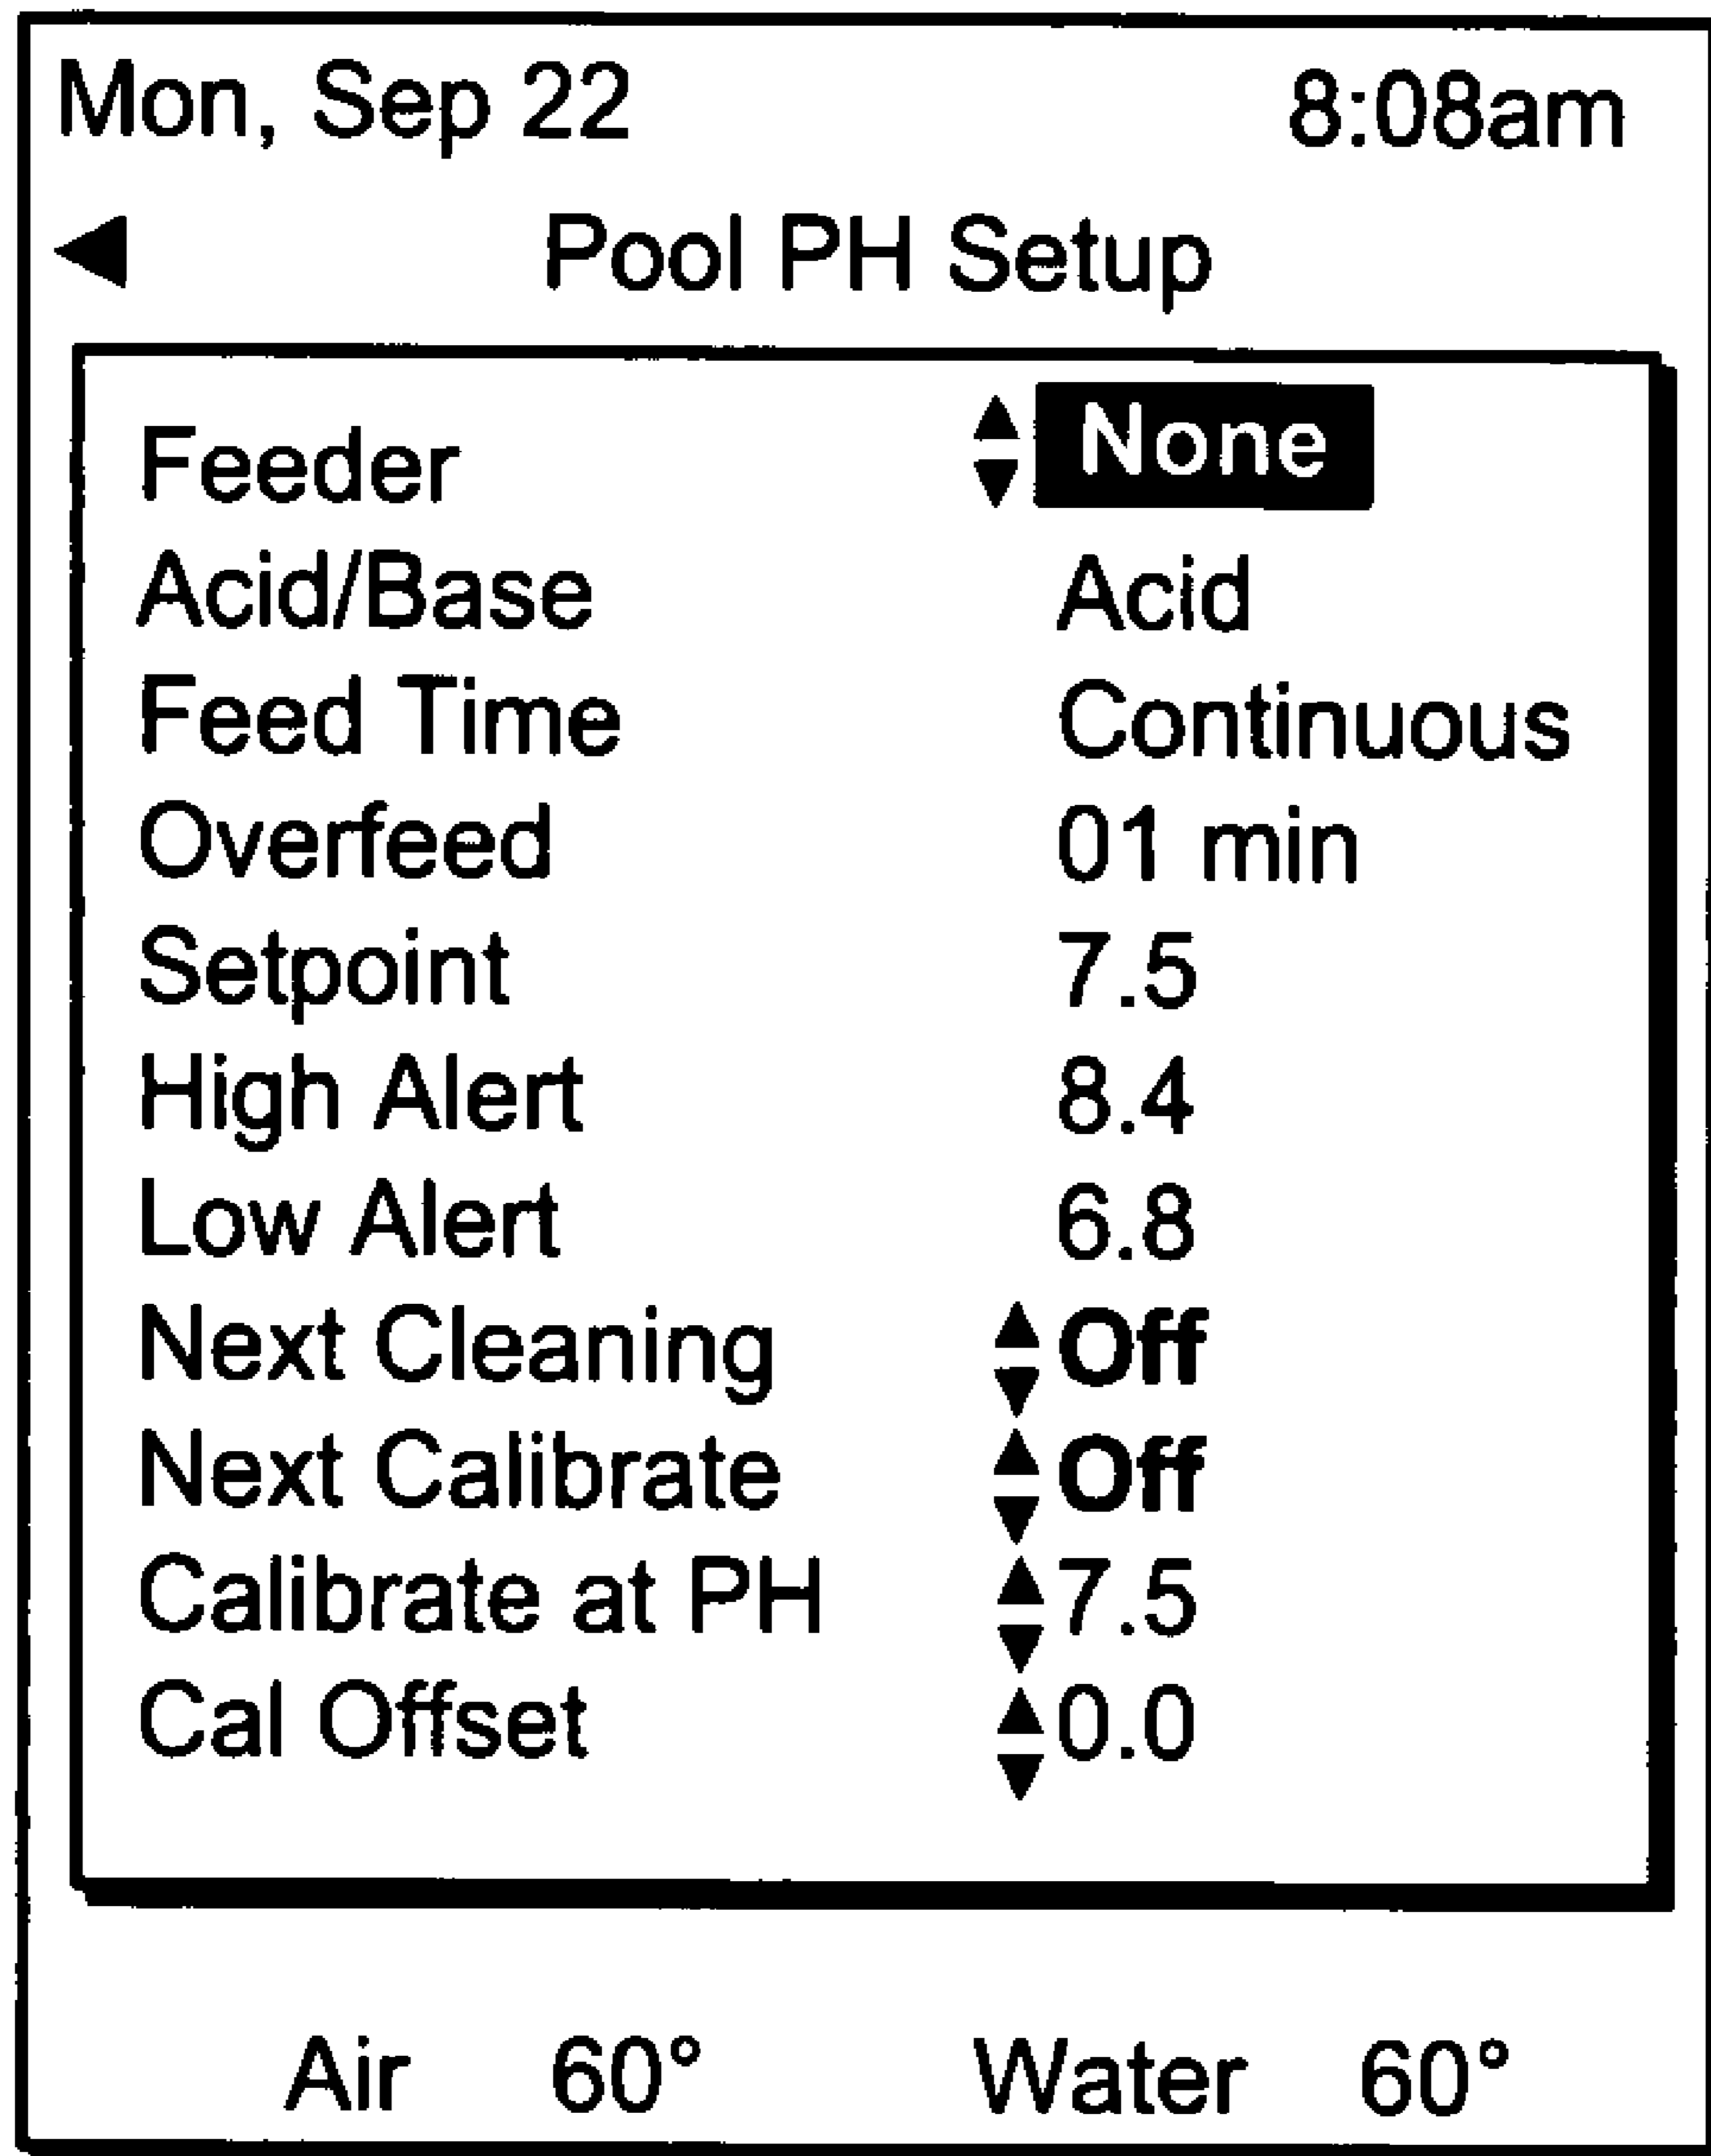 Mon, Sep 22 8:08am
Pool PH Setup
Feeder None
Acid/Base Acid
Feed Time Continuous
Overfeed 01 min
Setpoint 7.5
High Alert 8.4
Low Alert 6.8
Next Cleaning Off
Next Calibrate Off
Calibrate at PH 7.5
Cal Offset 0.0
Air 60° Water 60°